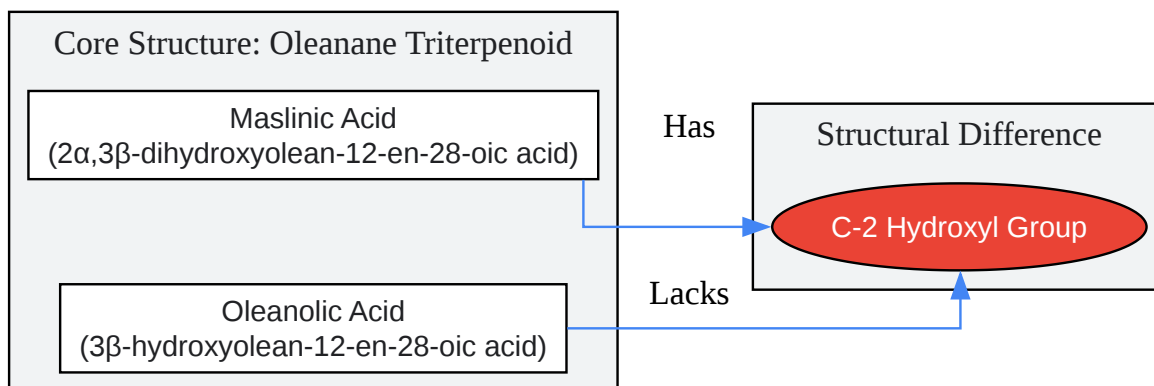 Core Structure: Oleanane Triterpenoid
Maslinic Acid
(2α,3β-dihydroxyolean-12-en-28-oic acid)
Has
Structural Difference
C-2 Hydroxyl Group
Lacks
Oleanolic Acid
(3β-hydroxyolean-12-en-28-oic acid)